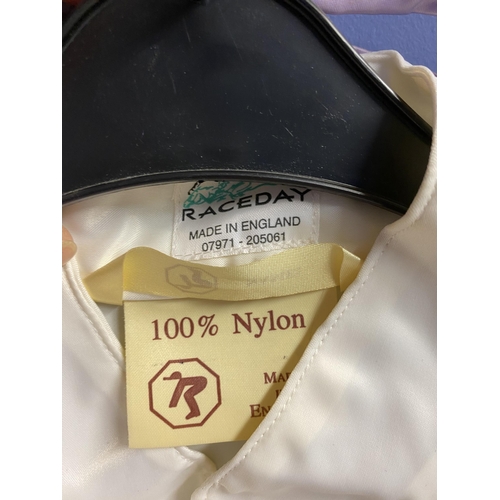 RACEDAY
MADE IN ENGLAND
07971 - 205061
100% Nylon